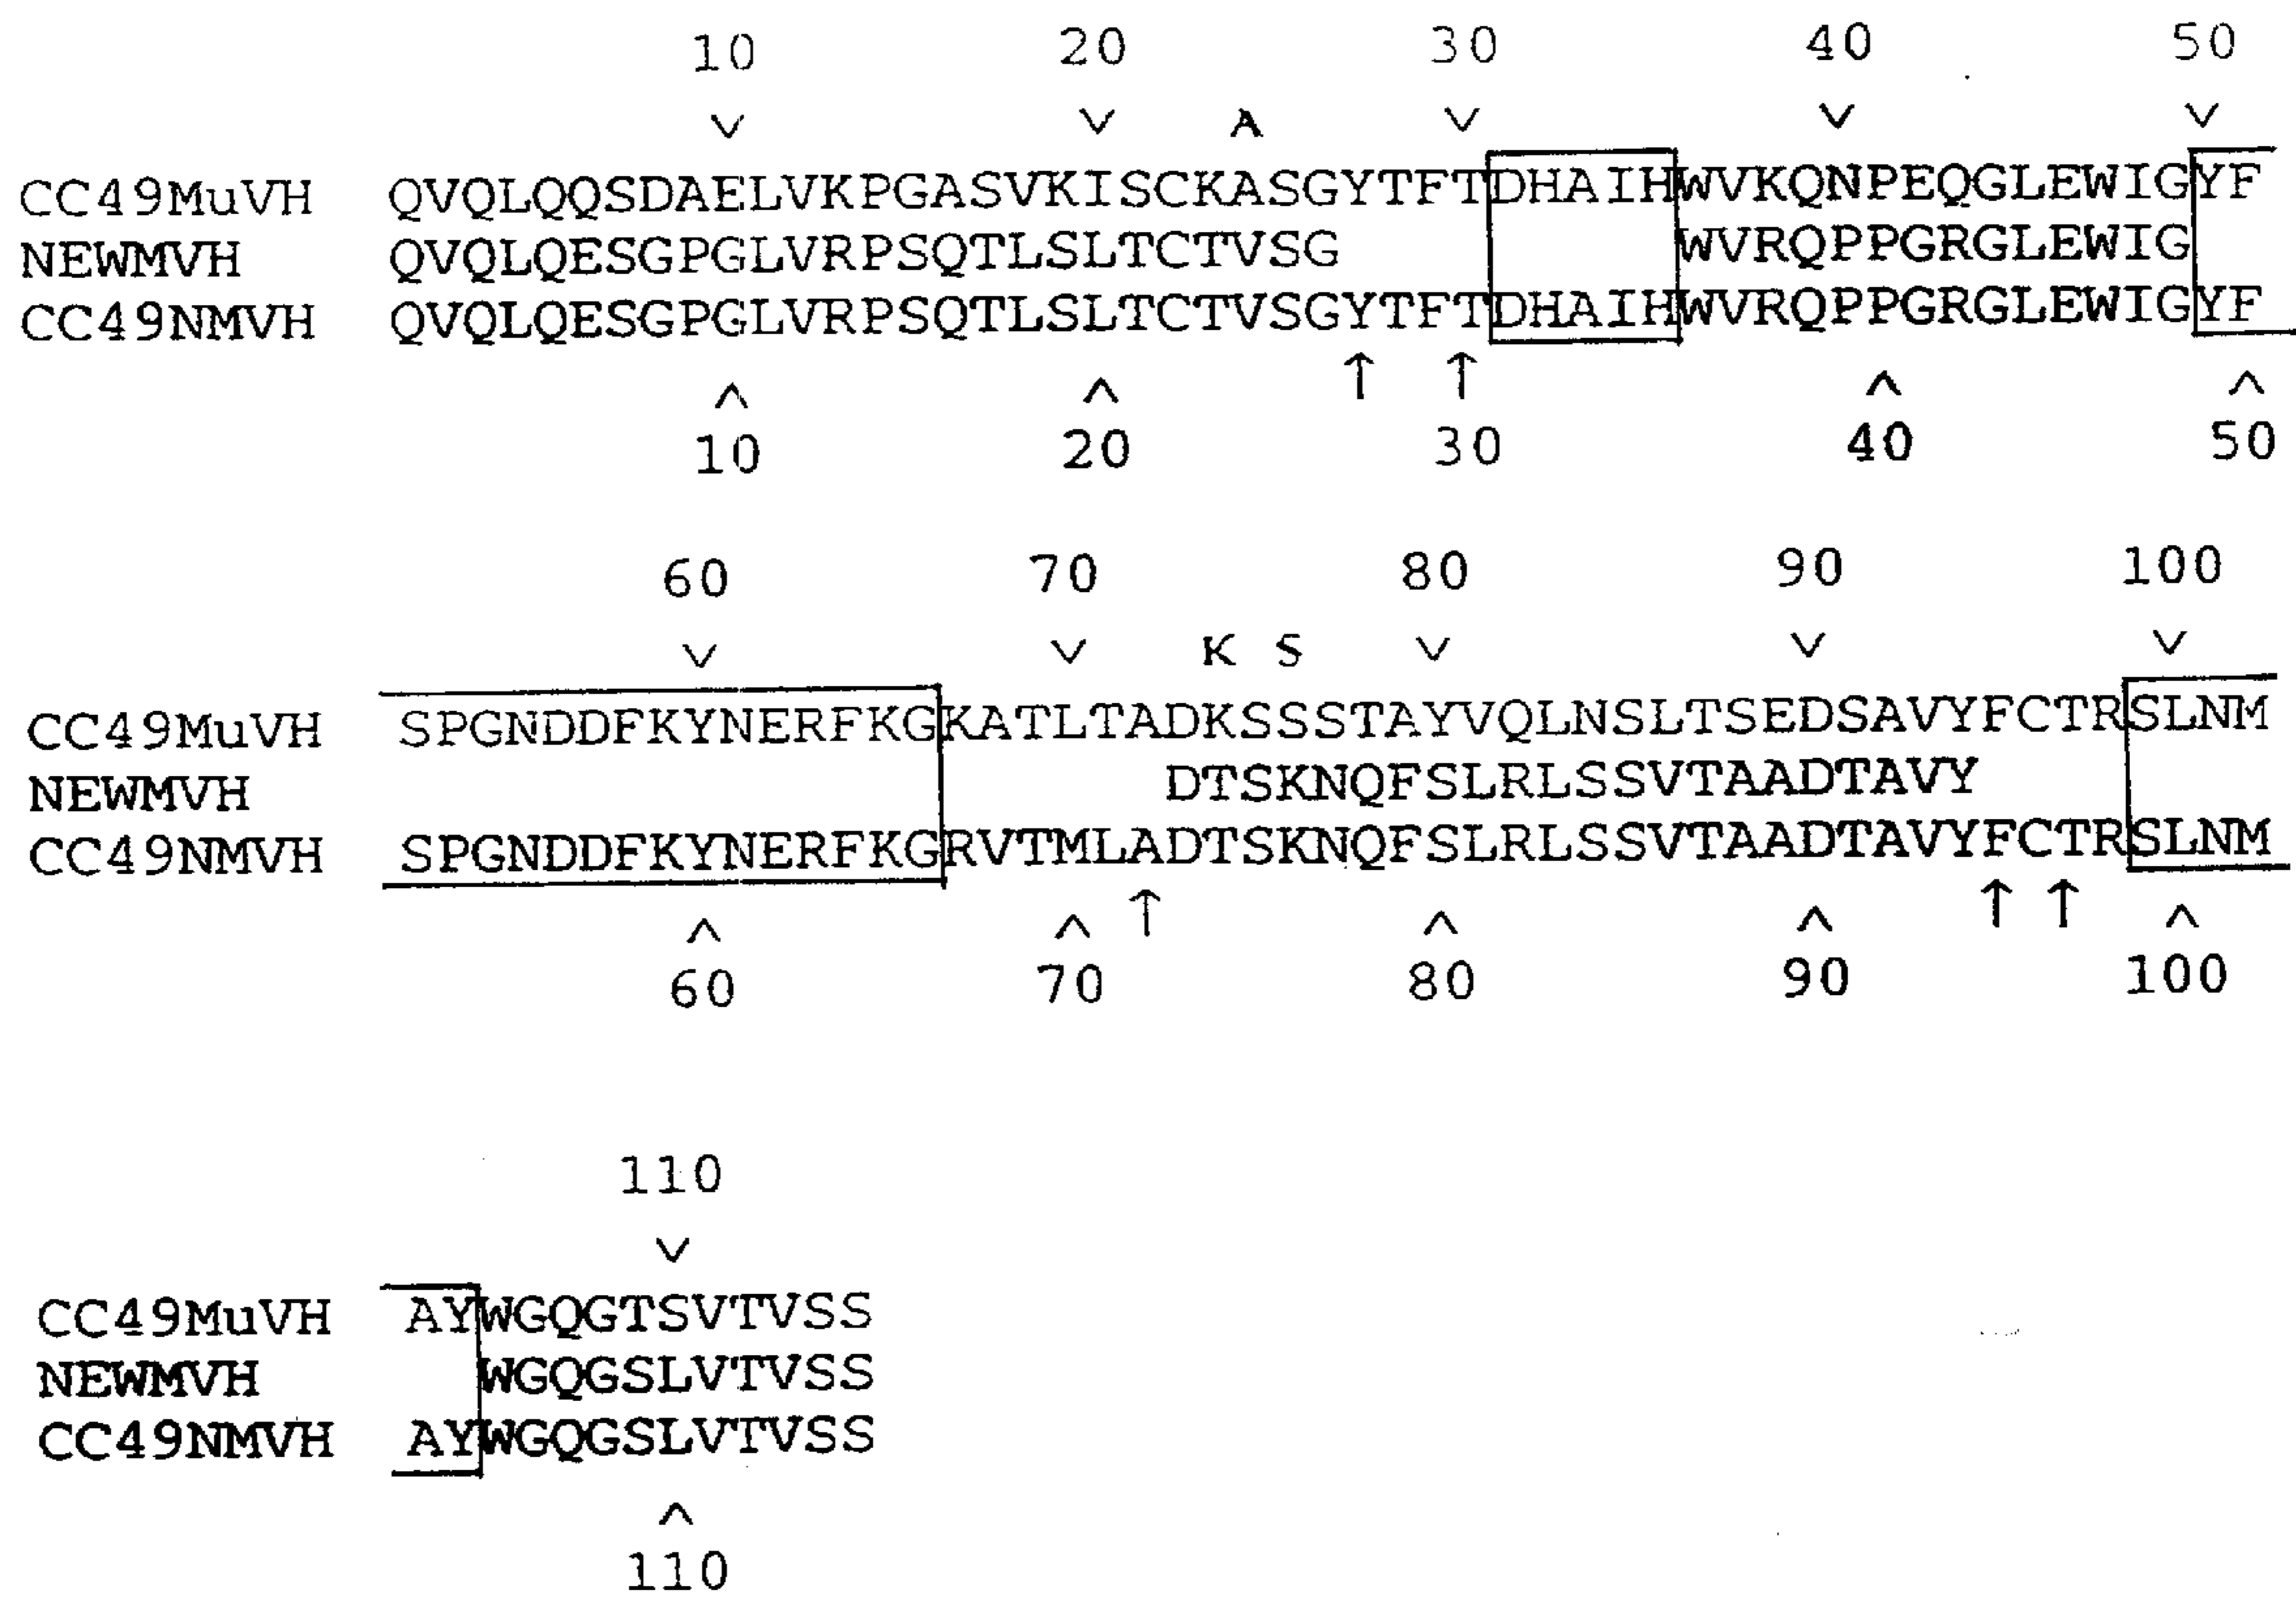 10 20 30 40 50
∨ ∨ A ∨ ∨ ∨
CC49MuVH QVQLQQSDAELVKPGASVKISCKASGYTFTDHAIHWVKQNPEQGLEWIGYF
NEWMVH QVQLQESGPGLVRPSQTLSLTCTVSG WVRQPPGRGLEWIG
CC49NMVH QVQLQESGPGLVRPSQTLSLTCTVSGYTFTDHAIHWVRQPPGRGLEWIGYF
∧ ∧ ↑ ↑ ∧ ∧
10 20 30 40 50
60 70 80 90 100
∨ ∨ K S ∨ ∨ ∨
CC49MuVH SPGNDDFKYNERFKGKATLTADKSSSTAYVQLNSLTSEDSAVYFCTRSLNM
NEWMVH DTSKNQFSLRLSSVTAADTAVY
CC49NMVH SPGNDDFKYNERFKGRVTMLADTSKNQFSLRLSSVTAADTAVYFCTRSLNM
∧ ∧ ↑ ∧ ∧ ↑ ↑ ∧
60 70 80 90 100
110
∨
CC49MuVH AYWGQGTSVTVSS
NEWMVH WGQGSLVTVSS
CC49NMVH AYWGQGSLVTVSS
∧
110